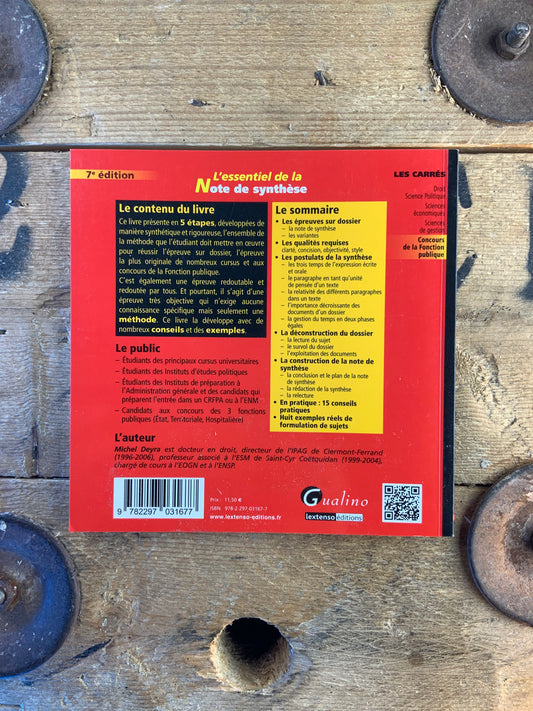 7e édition
L'essentiel de la
Note de synthèse
LES CARRÉS
Droit
Science Politique
Sciences
économiques
Sciences
de gestion
Concours
de la Fonction
publique
Le contenu du livre
Ce livre présente en 5 étapes, développées de
manière synthétique et rigoureuse, l'ensemble de
la méthode que l'étudiant doit mettre en œuvre
pour réussir l'épreuve sur dossier, l'épreuve
la plus originale de nombreux cursus et aux
concours de la Fonction publique.
C'est également une épreuve redoutable et
redoutée par tous. Et pourtant, il s'agit d'une
épreuve très objective qui n'exige aucune
connaissance spécifique mais seulement une
méthode. Ce livre la développe avec de
nombreux conseils et des exemples.
Le public
– Étudiants des principaux cursus universitaires
– Étudiants des Instituts d'études politiques
– Étudiants des Instituts de préparation à
l'Administration générale et des candidats qui
préparent l'entrée dans un CRFPA ou à l'ENM
– Candidats aux concours des 3 fonctions
publiques (État, Territoriale, Hospitalière)
Le sommaire
• Les épreuves sur dossier
– la note de synthèse
– les variantes
• Les qualités requises
clarté, concision, objectivité, style
• Les postulats de la synthèse
– les trois temps de l'expression écrite
et orale
– le paragraphe en tant qu'unité
de pensée d'un texte
– la relativité des différents paragraphes
dans un texte
– l'importance décroissante des
documents d'un dossier
– la gestion du temps en deux phases
égales
• La déconstruction du dossier
– la lecture du sujet
– le survol du dossier
– l'exploitation des documents
• La construction de la note de
synthèse
– la conclusion et le plan de la note
de synthèse
– la rédaction de la synthèse
– la relecture
• En pratique : 15 conseils
pratiques
• Huit exemples réels de
formulation de sujets
L'auteur
Michel Deyra est docteur en droit, directeur de l'IPAG de Clermont-Ferrand
(1996-2006), professeur associé à l'ESM de Saint-Cyr Coëtquidan (1999-2004),
chargé de cours à l'EOGN et à l'ENSP.
Prix : 11,50 €
ISBN 978-2-297-03167-7
www.lextenso-editions.fr
9 782297 031677
Gualino
lextenso éditions